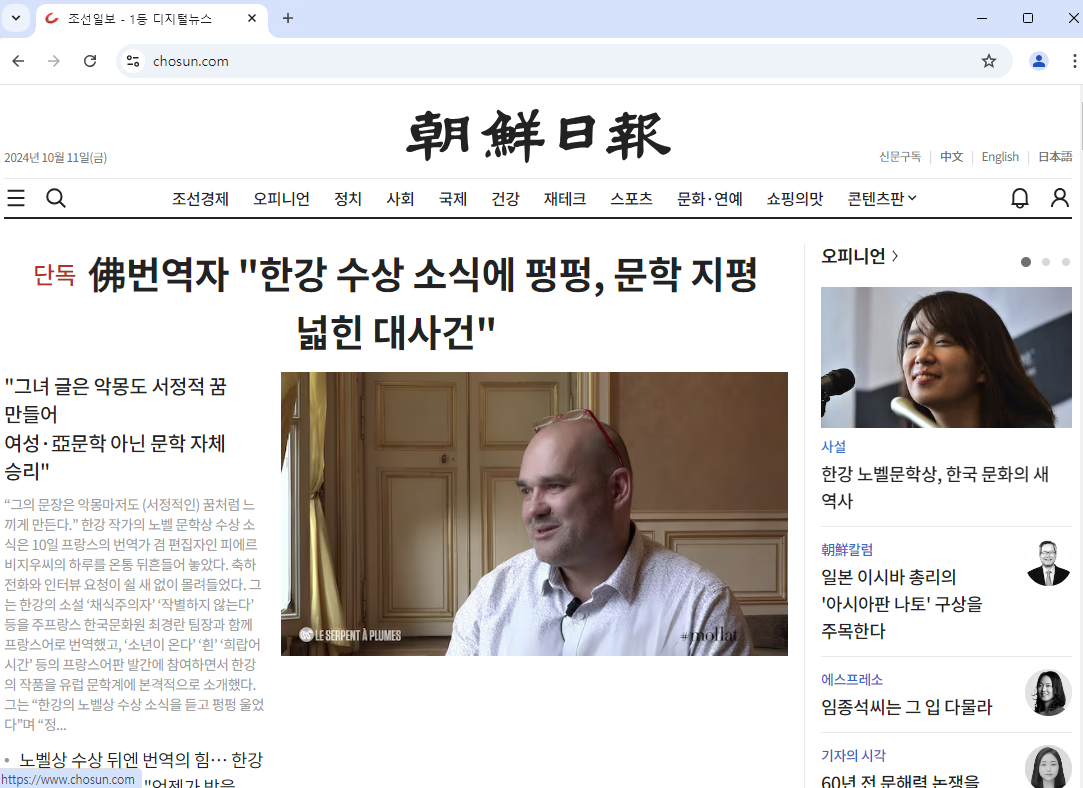 조선일보 - 1등 디지털뉴스
chosun.com
朝鮮日報
2024년 10월 11일(금)
신문구독 中文 English 日本語
조선경제 오피니언 정치 사회 국제 건강 재테크 스포츠 문화·연예 쇼핑의맛 콘텐츠판
단독 佛번역자 "한강 수상 소식에 펑펑, 문학 지평
넓힌 대사건"
"그녀 글은 악몽도 서정적 꿈
만들어
여성·亞문학 아닌 문학 자체
승리"
“그의 문장은 악몽마저도 (서정적인) 꿈처럼 느
끼게 만든다.” 한강 작가의 노벨 문학상 수상 소
식은 10일 프랑스의 번역가 겸 편집자인 피에르
비지우씨의 하루를 온통 뒤흔들어 놓았다. 축하
전화와 인터뷰 요청이 쉴 새 없이 몰려들었다. 그
는 한강의 소설 ‘채식주의자’ ‘작별하지 않는다’
등을 주프랑스 한국문화원 최경란 팀장과 함께
프랑스어로 번역했고, ‘소년이 온다’ ‘흰’ ‘희랍어
시간’ 등의 프랑스어판 발간에 참여하면서 한강
의 작품을 유럽 문학계에 본격적으로 소개했다.
그는 “한강의 노벨상 수상 소식을 듣고 펑펑 울었
다”며 “정...
노벨상 수상 뒤엔 번역의 힘… 한강
"언젠가 받을
https://www.chosun.com
LE SERPENT À PLUMES
#mollat
오피니언
사설
한강 노벨문학상, 한국 문화의 새
역사
朝鮮칼럼
일본 이시바 총리의
'아시아판 나토' 구상을
주목한다
에스프레소
임종석씨는 그 입 다물라
기자의 시각
60년 전 문해력 논쟁을